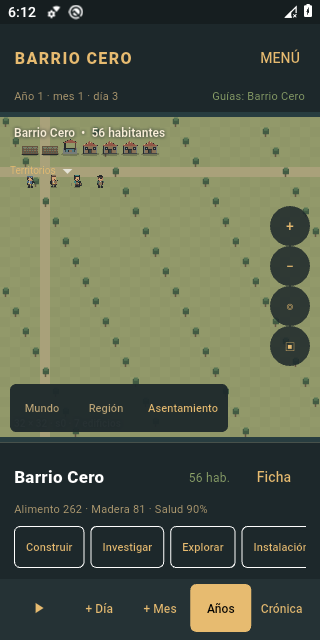 6:12
BARRIO CERO
MENÚ
Año 1 · mes 1 · día 3
Guías: Barrio Cero
Barrio Cero • 56 habitantes
Territorios
+
−
Mundo
Región
Asentamiento
Barrio Cero
56 hab.
Ficha
Alimento 262 · Madera 81 · Salud 90%
Construir
Investigar
Explorar
Instalación
+ Día
+ Mes
Años
Crónica